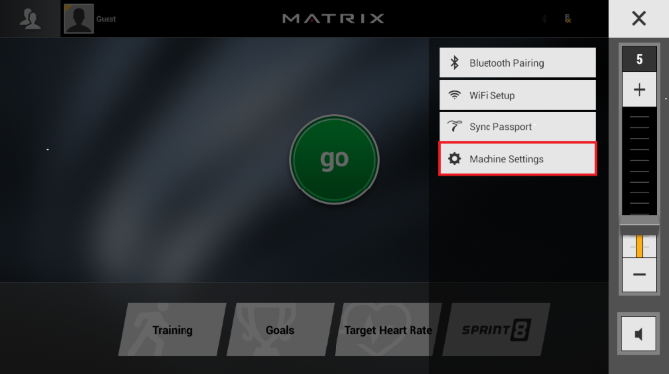 Guest
MATRIX
5
Bluetooth Pairing
WiFi Setup
Sync Passport
Machine Settings
go
Training
Goals
Target Heart Rate
SPRINT 8